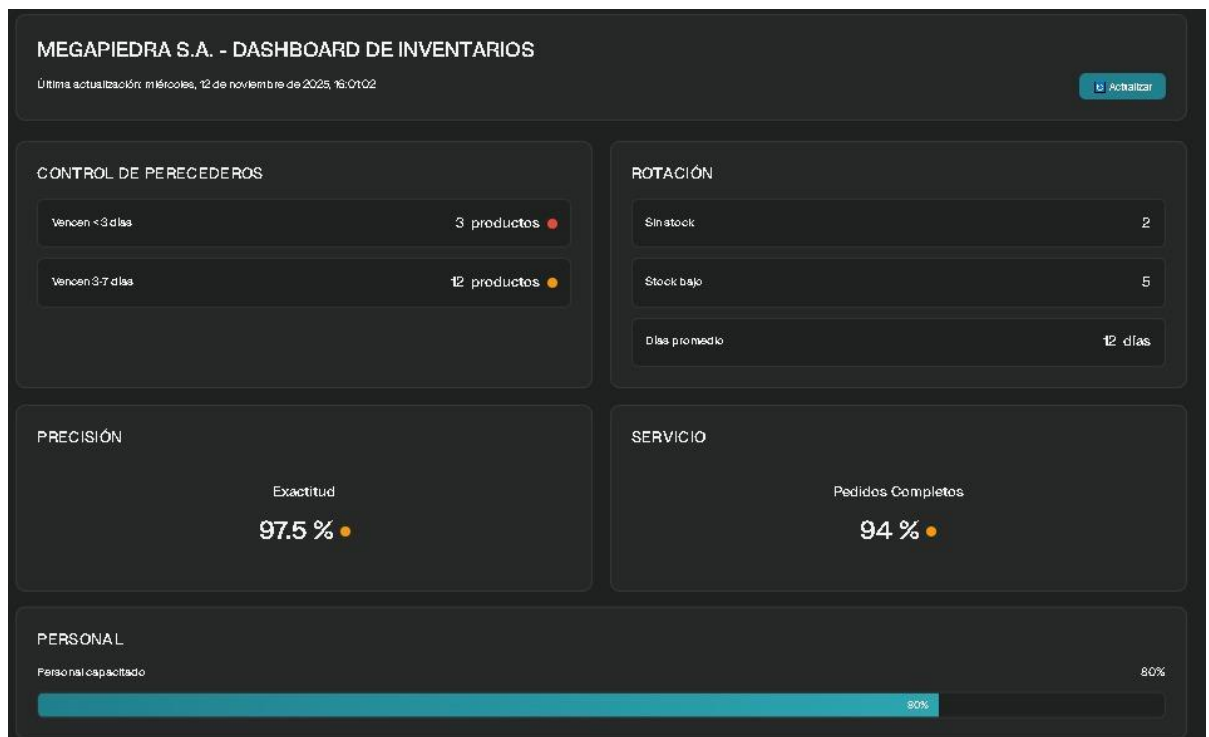 MEGAPIEDRA S.A. - DASHBOARD DE INVENTARIOS
Última actualización: miércoles, 12 de noviembre de 2025, 16:01:02
Actualizar
CONTROL DE PERECEDEROS
Vencen <3 días
3 productos
Vencen 3-7 días
12 productos
ROTACIÓN
Sin stock
2
Stock bajo
5
Días promedio
12 días
PRECISIÓN
Exactitud
97.5 %
SERVICIO
Pedidos Completos
94 %
PERSONAL
Personal capacitado
80%
80%